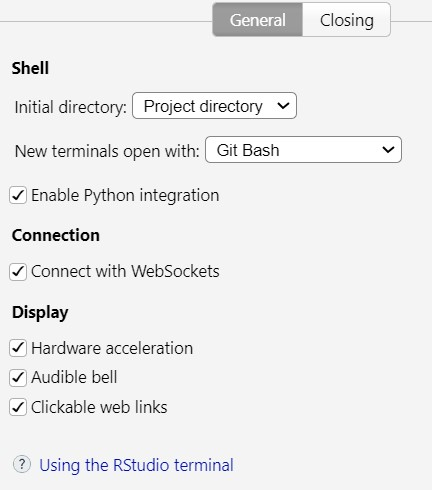 General Closing
Shell
Initial directory: Project directory
New terminals open with: Git Bash
Enable Python integration
Connection
Connect with WebSockets
Display
Hardware acceleration
Audible bell
Clickable web links
? Using the RStudio terminal